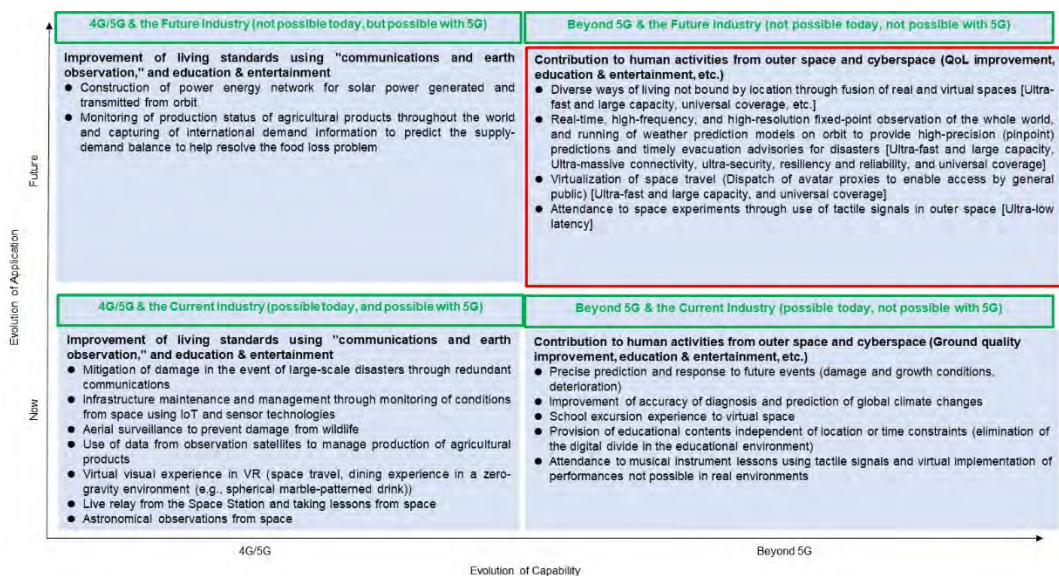 4G/5G & the Future Industry (not possible today, but possible with 5G)
Improvement of living standards using "communications and earth
observation," and education & entertainment
● Construction of power energy network for solar power generated and
transmitted from orbit
● Monitoring of production status of agricultural products throughout the world
and capturing of international demand information to predict the supply-
demand balance to help resolve the food loss problem
Beyond 5G & the Future Industry (not possible today, not possible with 5G)
Contribution to human activities from outer space and cyberspace (QoL improvement,
education & entertainment, etc.)
● Diverse ways of living not bound by location through fusion of real and virtual spaces [Ultra-
fast and large capacity, universal coverage, etc.]
● Real-time, high-frequency, and high-resolution fixed-point observation of the whole world,
and running of weather prediction models on orbit to provide high-precision (pinpoint)
predictions and timely evacuation advisories for disasters [Ultra-fast and large capacity,
Ultra-massive connectivity, ultra-security, resiliency and reliability, and universal coverage]
● Virtualization of space travel (Dispatch of avatar proxies to enable access by general
public) [Ultra-fast and large capacity, and universal coverage]
● Attendance to space experiments through use of tactile signals in outer space [Ultra-low
latency]
4G/5G & the Current Industry (possible today, and possible with 5G)
Improvement of living standards using "communications and earth
observation," and education & entertainment
● Mitigation of damage in the event of large-scale disasters through redundant
communications
● Infrastructure maintenance and management through monitoring of conditions
from space using IoT and sensor technologies
● Aerial surveillance to prevent damage from wildlife
● Use of data from observation satellites to manage production of agricultural
products
● Virtual visual experience in VR (space travel, dining experience in a zero-
gravity environment (e.g., spherical marble-patterned drink))
● Live relay from the Space Station and taking lessons from space
● Astronomical observations from space
Beyond 5G & the Current Industry (possible today, not possible with 5G)
Contribution to human activities from outer space and cyberspace (Ground quality
improvement, education & entertainment, etc.)
● Precise prediction and response to future events (damage and growth conditions,
deterioration)
● Improvement of accuracy of diagnosis and prediction of global climate changes
● School excursion experience to virtual space
● Provision of educational contents independent of location or time constraints (elimination of
the digital divide in the educational environment)
● Attendance to musical instrument lessons using tactile signals and virtual implementation of
performances not possible in real environments
Evolution of Application
Future
Now
4G/5G
Beyond 5G
Evolution of Capability